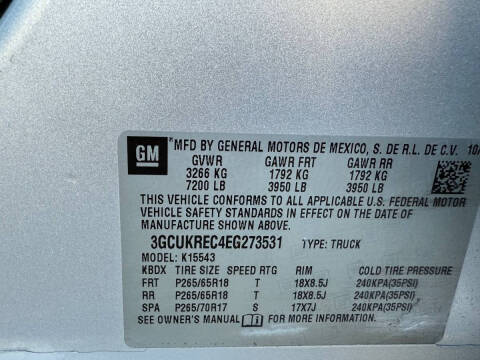 GM MFD BY GENERAL MOTORS DE MEXICO, S. DE R.L. DE C.V. 10/
GVWR GAWR FRT GAWR RR
3266 KG 1792 KG 1792 KG
7200 LB 3950 LB 3950 LB
THIS VEHICLE CONFORMS TO ALL APPLICABLE U.S. FEDERAL MOTOR
VEHICLE SAFETY STANDARDS IN EFFECT ON THE DATE OF
MANUFACTURE SHOWN ABOVE.
3GCUKREC4EG273531 TYPE: TRUCK
MODEL: K15543
KBDX TIRE SIZE SPEED RTG RIM COLD TIRE PRESSURE
FRT P265/65R18 T 18X8.5J 240KPA(35PSI)
RR P265/65R18 T 18X8.5J 240KPA(35PSI)
SPA P265/70R17 S 17X7J 240KPA(35PSI)
SEE OWNER'S MANUAL FOR MORE INFORMATION.